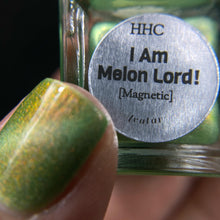 HHC
I Am
Melon Lord!
[Magnetic]